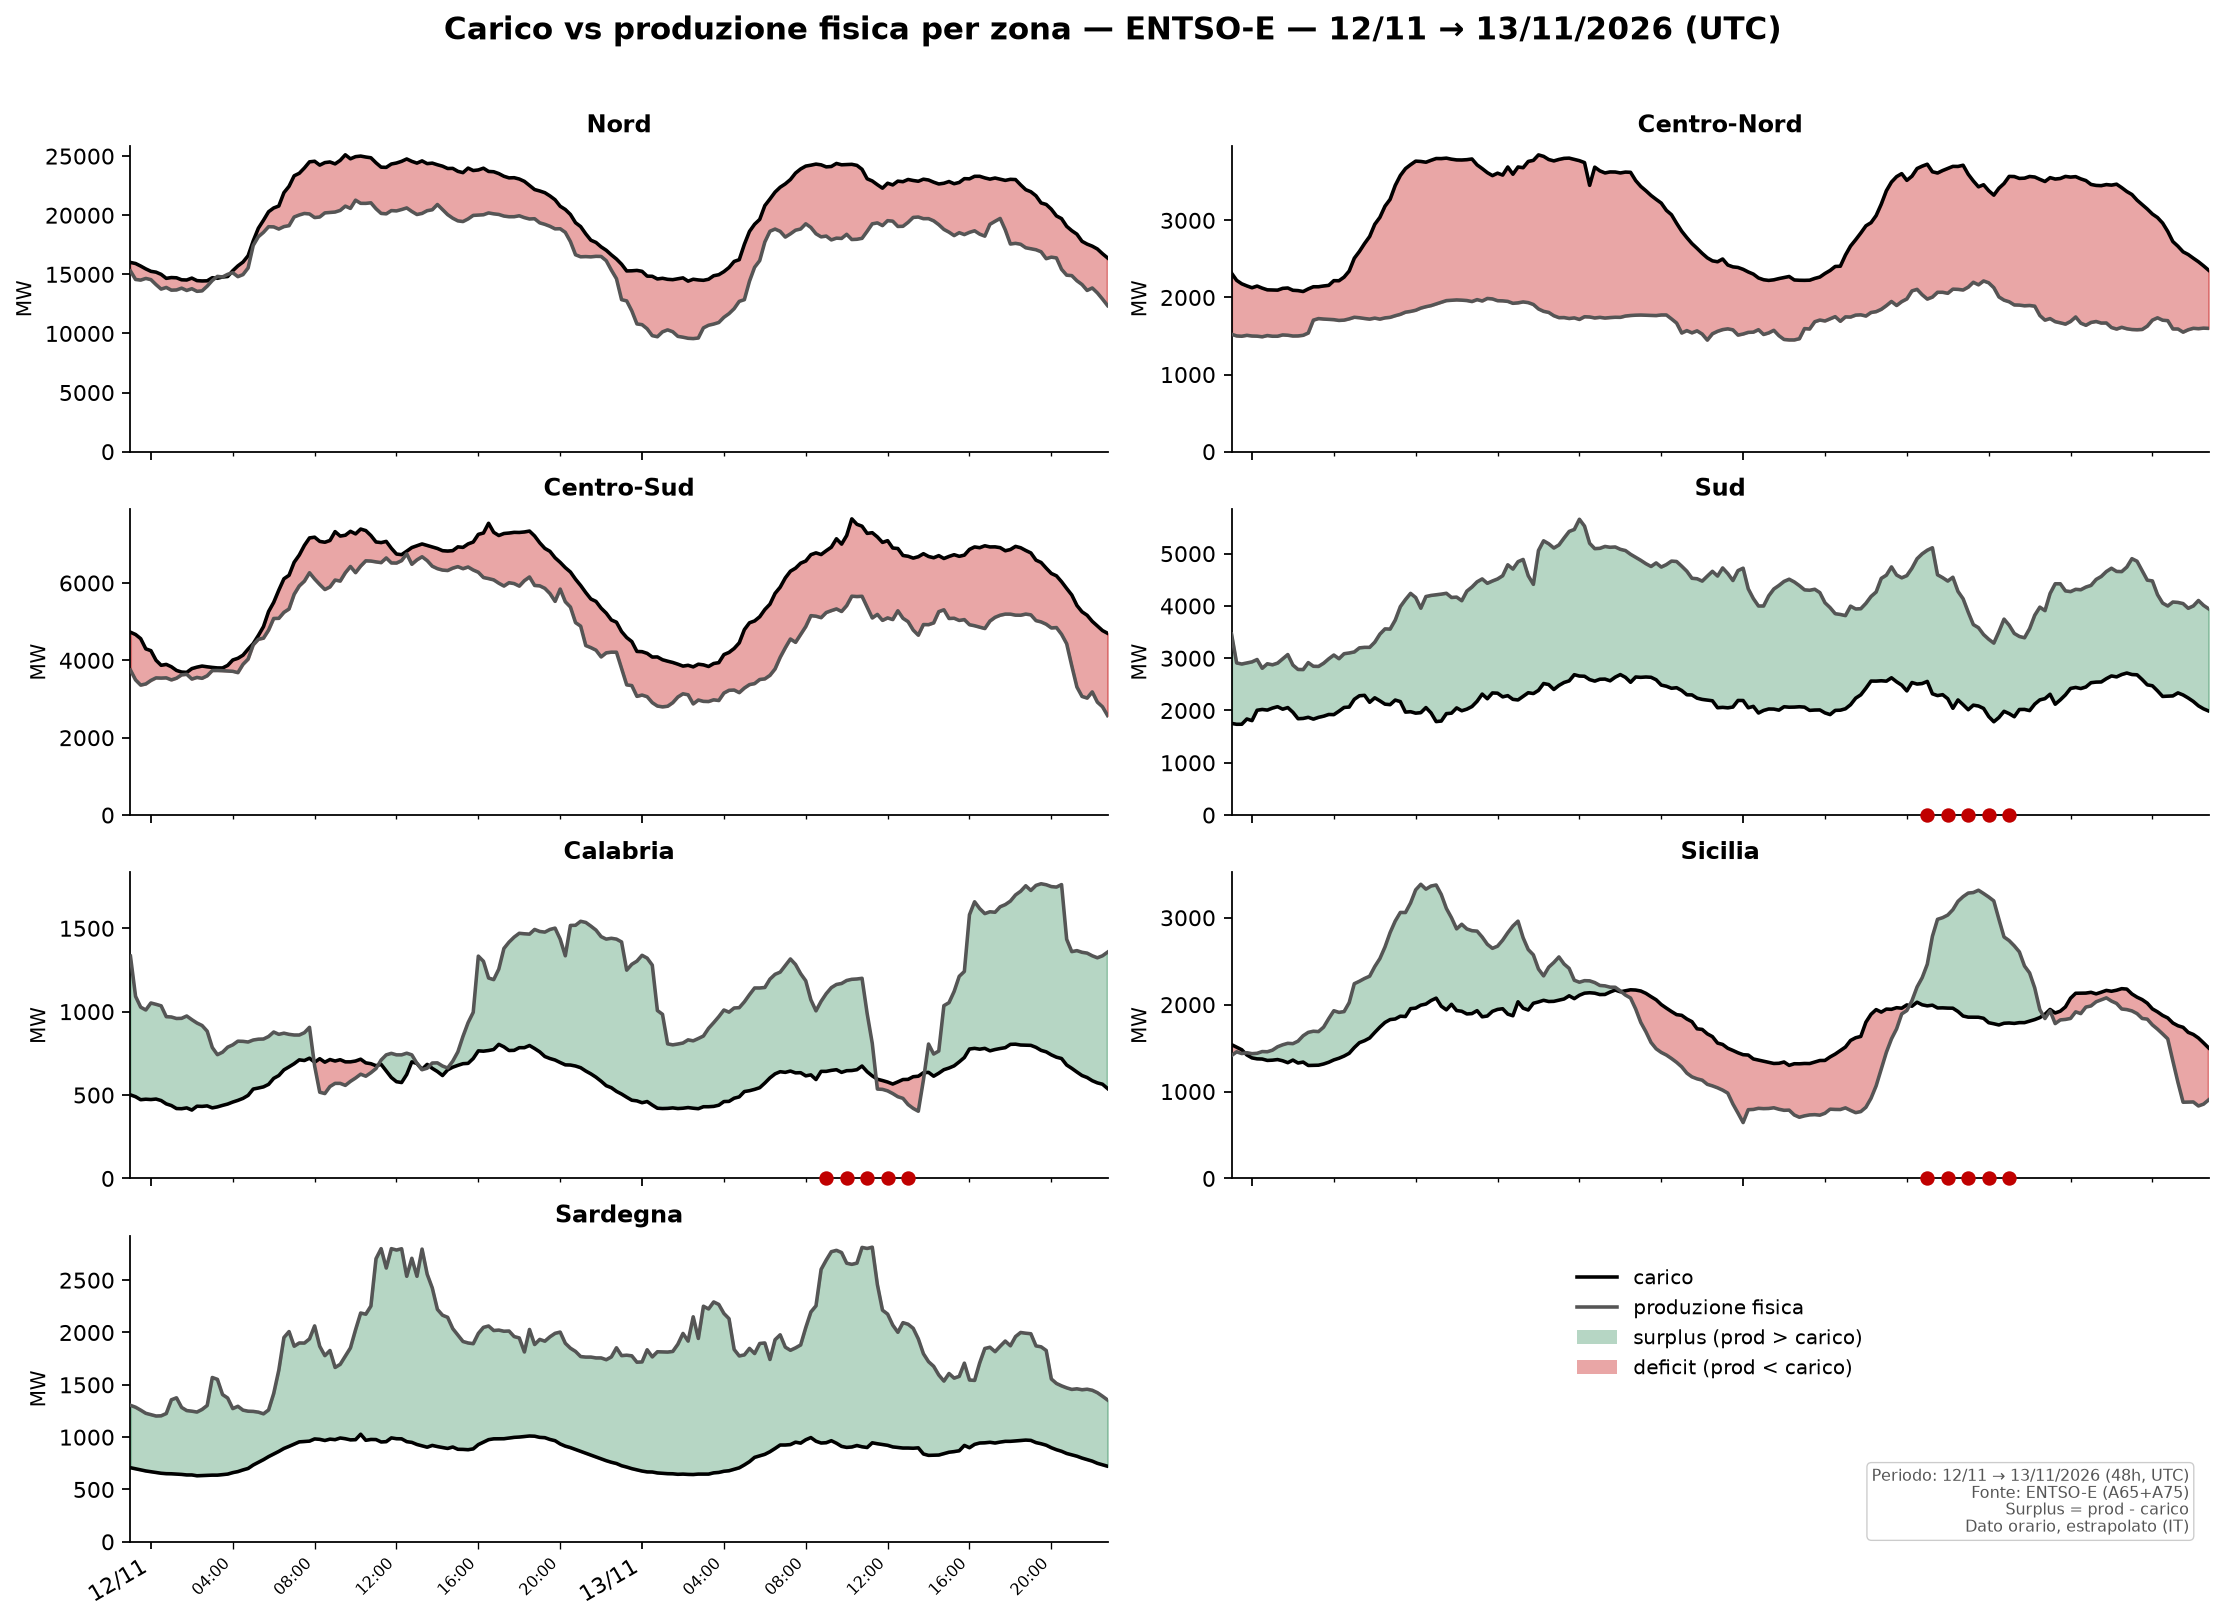 Carico vs produzione fisica per zona — ENTSO-E — 12/11 → 13/11/2026 (UTC)
Nord
MW
25000
20000
15000
10000
5000
0
Centro-Nord
MW
3000
2000
1000
0
Centro-Sud
MW
6000
4000
2000
0
Sud
MW
5000
4000
3000
2000
1000
0
Calabria
MW
1500
1000
500
0
Sicilia
MW
3000
2000
1000
0
Sardegna
MW
2500
2000
1500
1000
500
0
12/11
04:00
08:00
12:00
16:00
20:00
13/11
04:00
08:00
12:00
16:00
20:00
carico
produzione fisica
surplus (prod > carico)
deficit (prod < carico)
Periodo: 12/11 → 13/11/2026 (48h, UTC)
Fonte: ENTSO-E (A65+A75)
Surplus = prod - carico
Dato orario, estrapolato (IT)